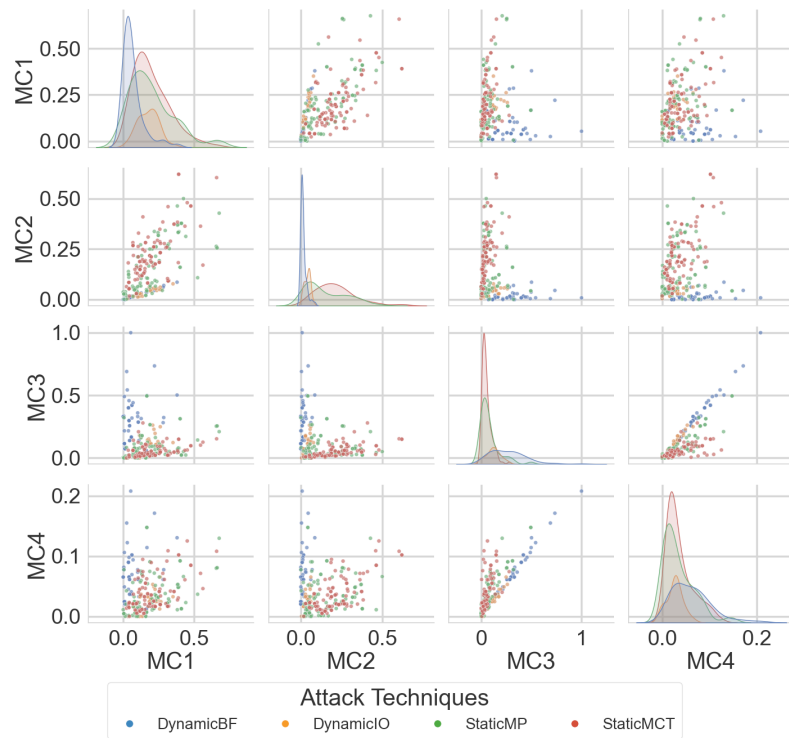 MC1
0.50
0.25
0.00
MC2
0.50
0.25
0.00
MC3
1.0
0.5
0.0
MC4
0.2
0.1
0.0
0.0 0.5 0.0 0.5 0 1 0.0 0.2
MC1 MC2 MC3 MC4
Attack Techniques
DynamicBF DynamicIO StaticMP StaticMCT